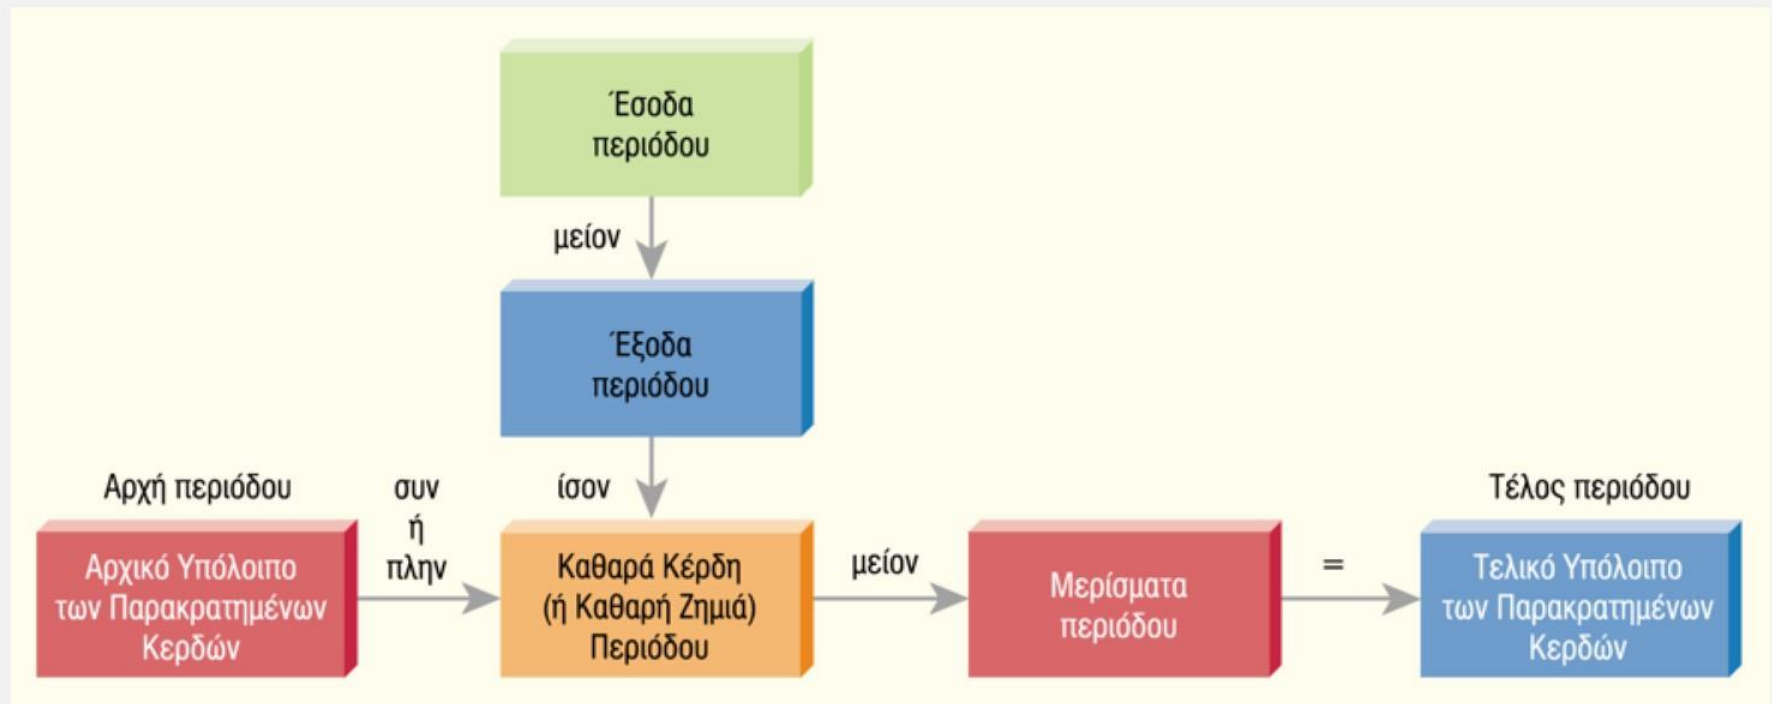 Έσοδα
περιόδου
μείον
Έξοδα
περιόδου
Αρχή περιόδου
συν
ή
πλην
ίσον
Τέλος περιόδου
Αρχικό Υπόλοιπο
των Παρακρατημένων
Κερδών
Καθαρά Κέρδη
(ή Καθαρή Ζημιά)
Περιόδου
μείον
Μερίσματα
περιόδου
=
Τελικό Υπόλοιπο
των Παρακρατημένων
Κερδών